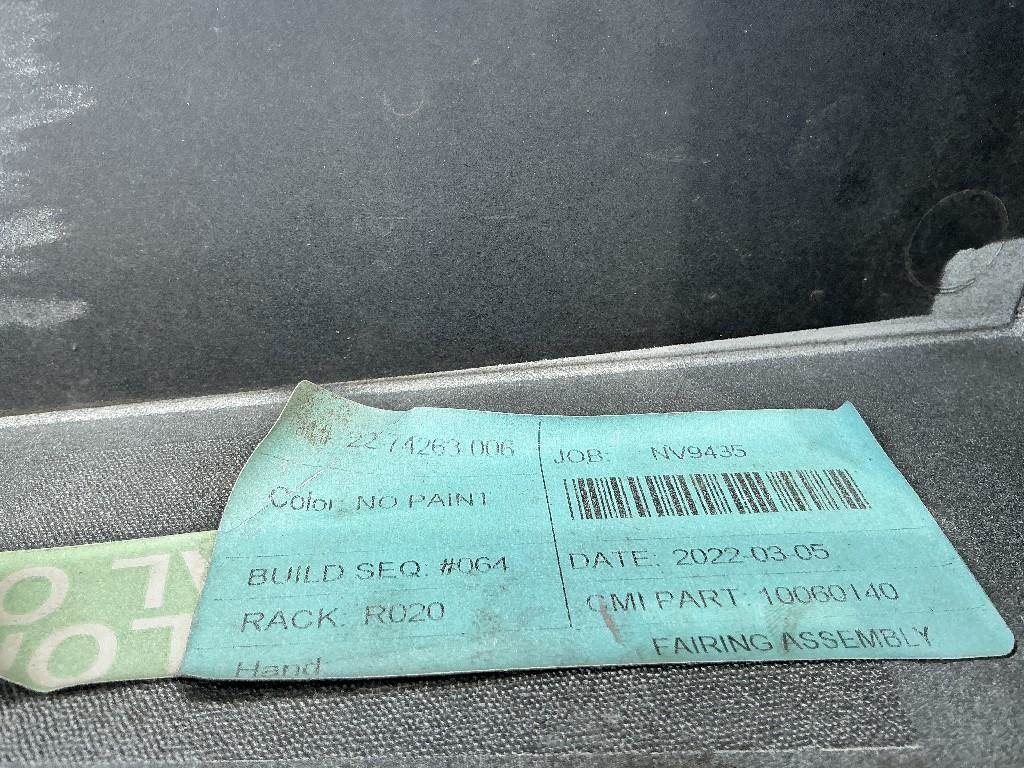 22-74263-006
Color: NO PAINT
BUILD SEQ. #064
RACK: R020
Hand
JOB: NV9435
DATE: 2022-03-05
CMI PART: 10060140
FAIRING ASSEMBLY